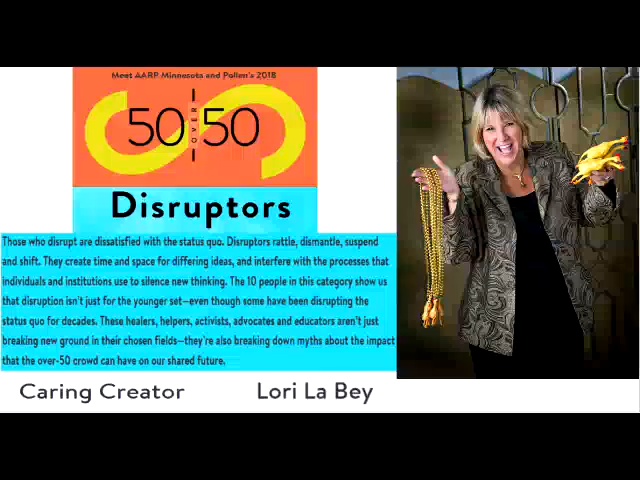 Meet AARP Minnesota and Pollen's 2018
50 OVER 50
Disruptors
Those who disrupt are dissatisfied with the status quo. Disruptors rattle, dismantle, suspend
and shift. They create time and space for differing ideas, and interfere with the processes that
individuals and institutions use to silence new thinking. The 10 people in this category show us
that disruption isn't just for the younger set—even though some have been disrupting the
status quo for decades. These healers, helpers, activists, advocates and educators aren't just
breaking new ground in their chosen fields—they're also breaking down myths about the impact
that the over-50 crowd can have on our shared future.
Caring Creator Lori La Bey